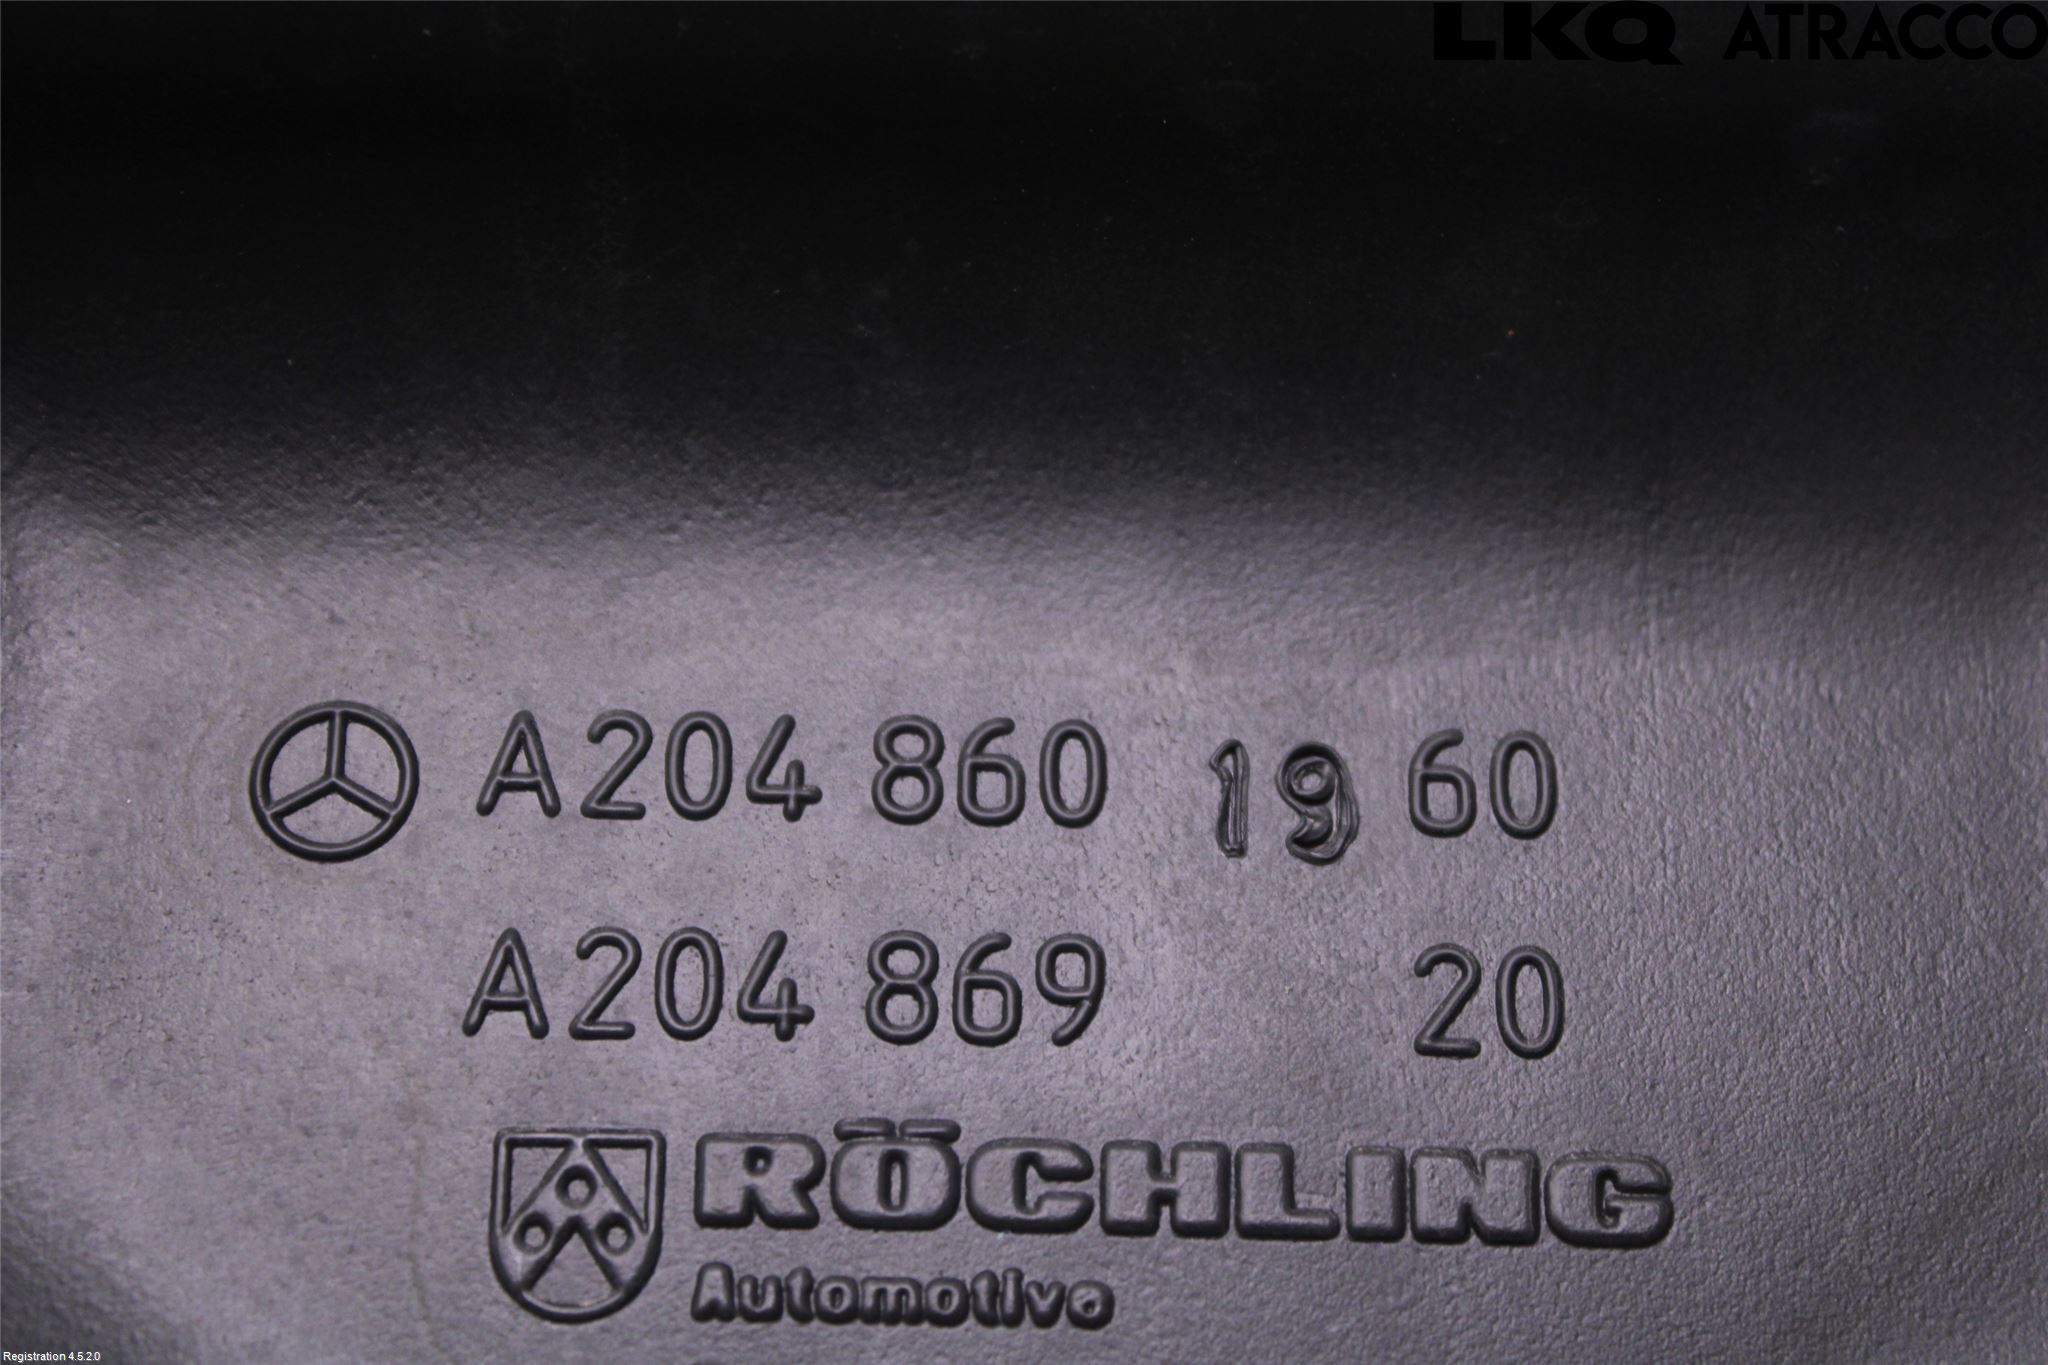 LKQ ATRACCO
A204 860 19 60
A204 869 20
RÖCHLING
Automotive
Registration 4.5.2.0